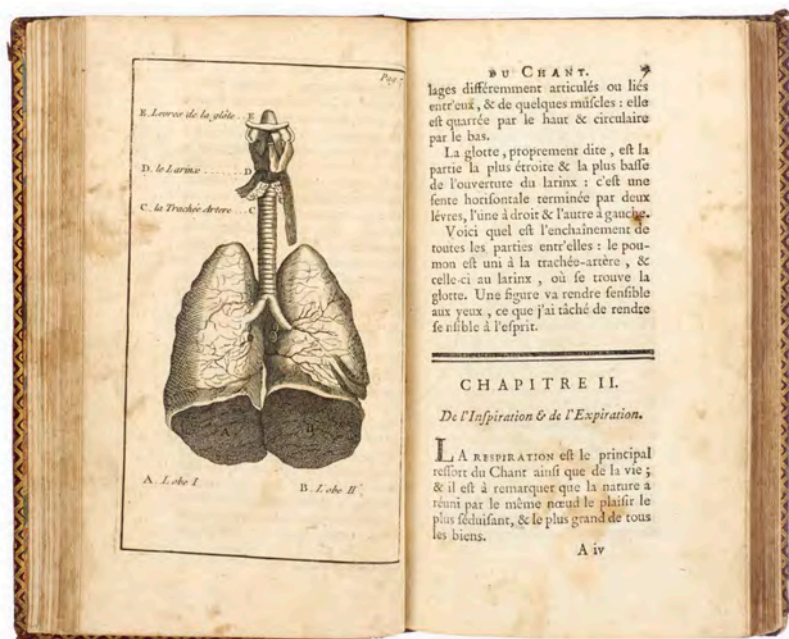 Pag.
E. Levres de la glôte . . E
D. le Larinx . . . . . . . D
C. la Trachée Artere . . . C
A
B
A. Lobe I
B. Lobe II
DU CHANT. 7
lages différemment articulés ou liés
entr'eux, & de quelques muſcles : elle
eſt quarrée par le haut & circulaire
par le bas.
La glotte, proprement dite, eſt la
partie la plus étroite & la plus baſſe
de l'ouverture du larinx : c'eſt une
fente horiſontale terminée par deux
lévres, l'une à droit & l'autre à gauche.
Voici quel eſt l'enchaînement de
toutes les parties entr'elles : le pou-
mon eſt uni à la trachée-artère, &
celle-ci au larinx, où ſe trouve la
glotte. Une figure va rendre ſenſible
aux yeux, ce que j'ai tâché de rendre
ſe nſible à l'eſprit.
CHAPITRE II.
De l'Inſpiration & de l'Expiration.
LA RESPIRATION eſt le principal
reſſort du Chant ainſi que de la vie ;
& il eſt à remarquer que la nature a
réuni par le même nœud le plaiſir le
plus ſéduiſant, & le plus grand de tous
les biens.
A iv